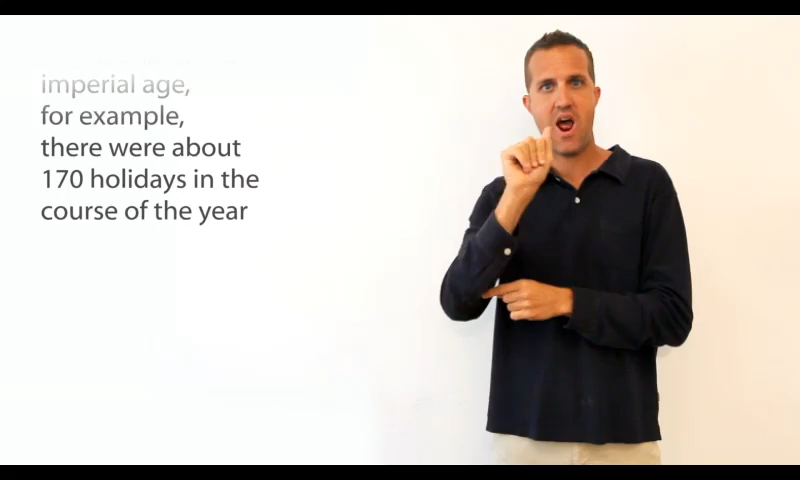 imperial age,
for example,
there were about
170 holidays in the
course of the year